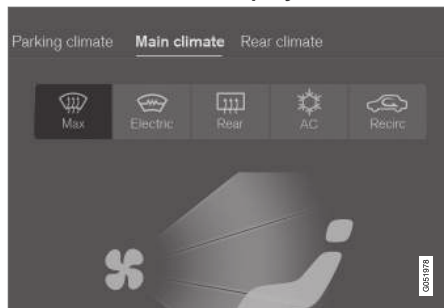 Parking climate Main climate Rear climate
Max Electric Rear AC Recirc
G051978